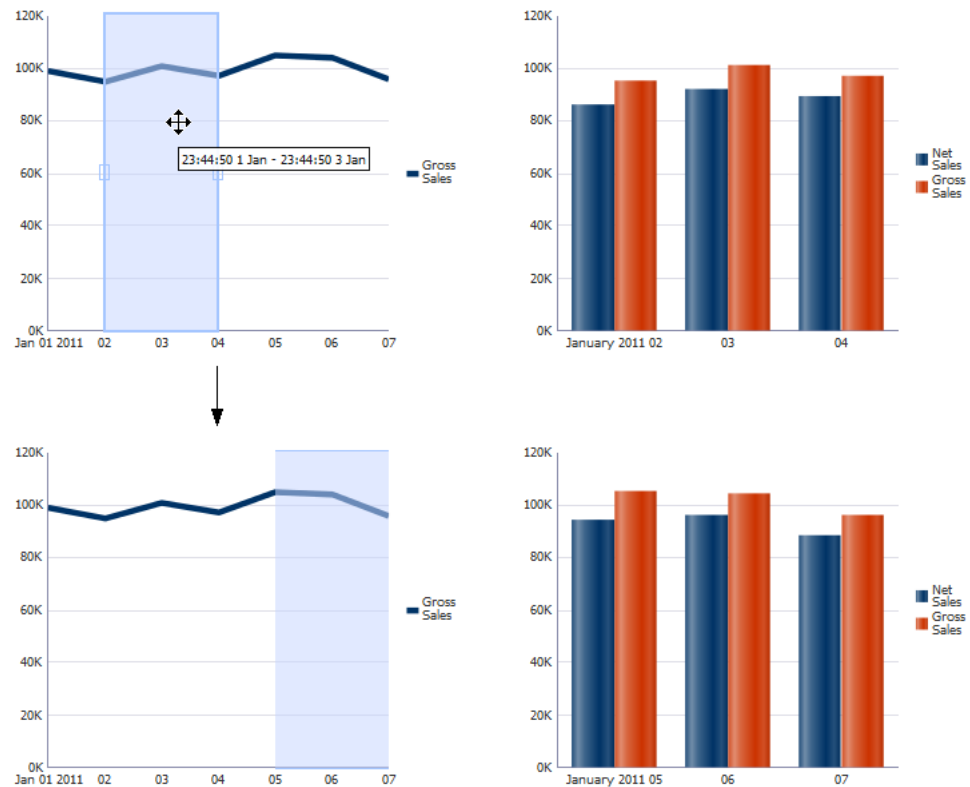 120K
100K
80K
60K
40K
20K
0K
Jan 01 2011 02 03 04 05 06 07
23:44:50 1 Jan - 23:44:50 3 Jan
Gross
Sales
120K
100K
80K
60K
40K
20K
0K
January 2011 02 03 04
Net
Sales
Gross
Sales
120K
100K
80K
60K
40K
20K
0K
Jan 01 2011 02 03 04 05 06 07
Gross
Sales
120K
100K
80K
60K
40K
20K
0K
January 2011 05 06 07
Net
Sales
Gross
Sales